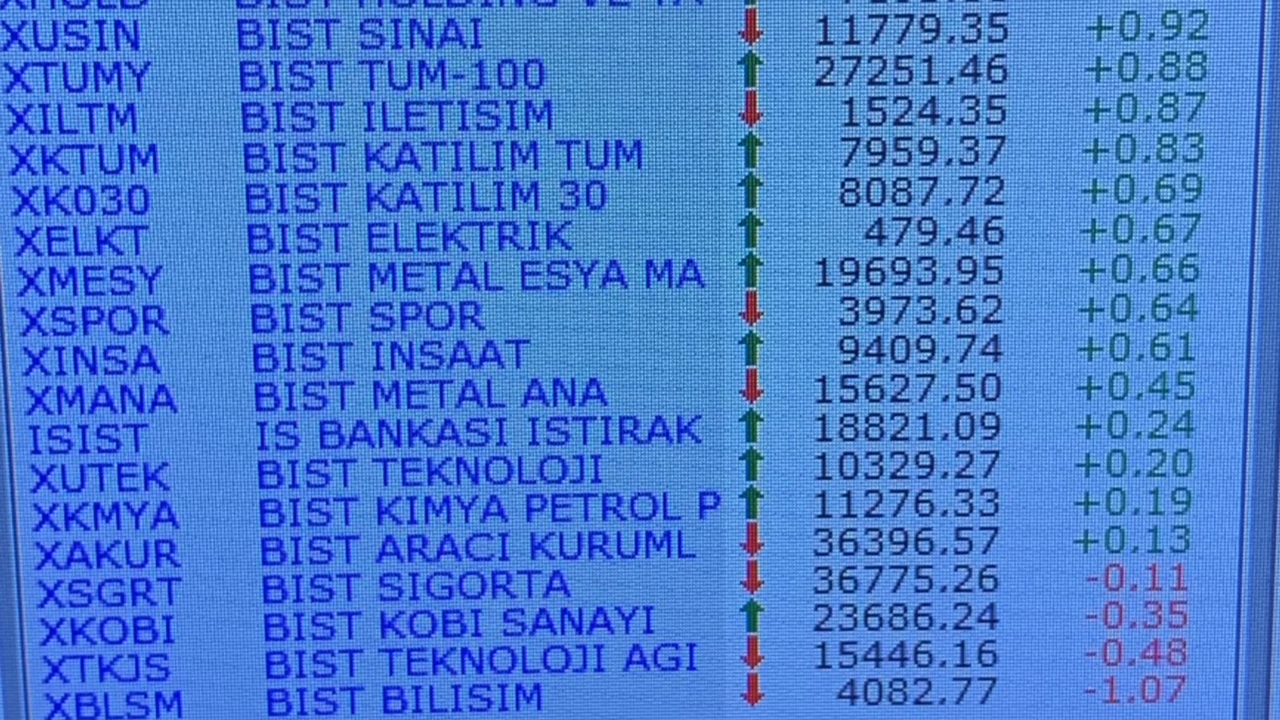 XUSIN BIST SINAI 11779.35 +0.92
XTUMY BIST TUM-100 27251.46 +0.88
XILTM BIST ILETISIM 1524.35 +0.87
XKTUM BIST KATILIM TUM 7959.37 +0.83
XK030 BIST KATILIM 30 8087.72 +0.69
XELKT BIST ELEKTRIK 479.46 +0.67
XMESY BIST METAL ESYA MA 19693.95 +0.66
XSPOR BIST SPOR 3973.62 +0.64
XINSA BIST INSAAT 9409.74 +0.61
XMANA BIST METAL ANA 15627.50 +0.45
ISIST IS BANKASI ISTIRAK 18821.09 +0.24
XUTEK BIST TEKNOLOJI 10329.27 +0.20
XKMYA BIST KIMYA PETROL P 11276.33 +0.19
XAKUR BIST ARACI KURUML 36396.57 +0.13
XSGRT BIST SIGORTA 36775.26 -0.11
XKOBI BIST KOBI SANAYI 23686.24 -0.35
XTKJS BIST TEKNOLOJI AGI 15446.16 -0.48
XBLSM BIST BILISIM 4082.77 -1.07